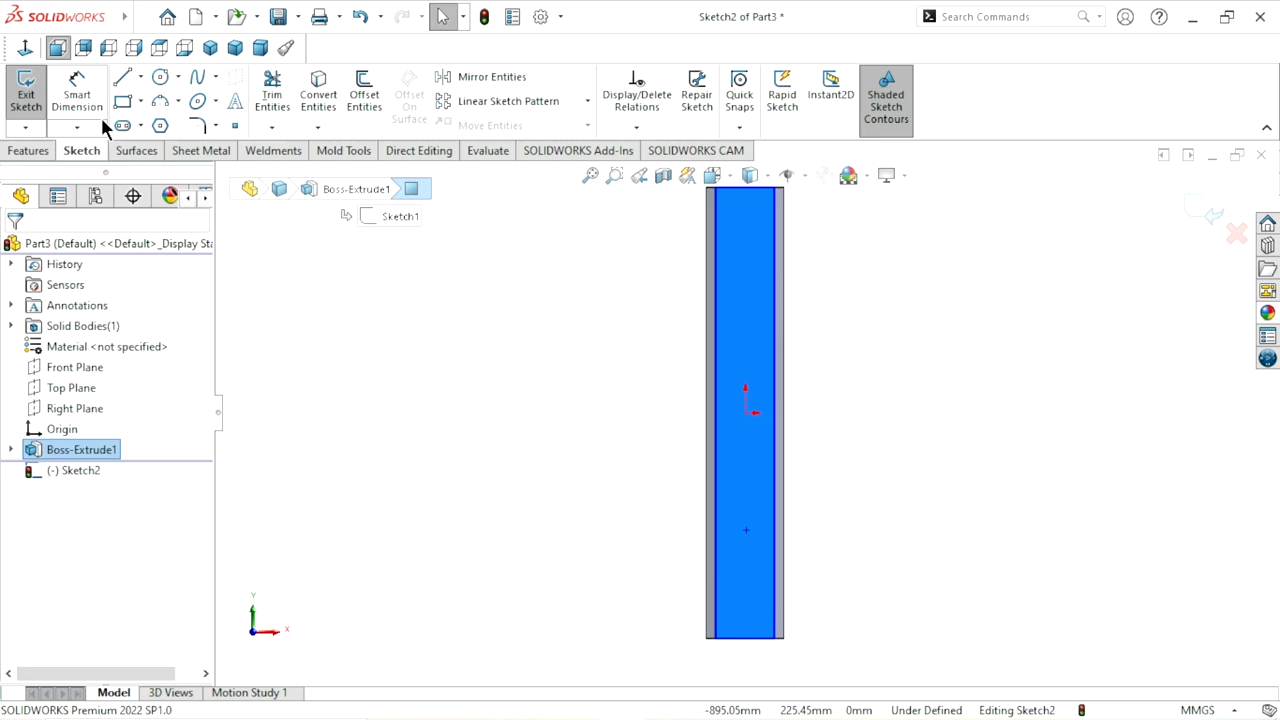 SOLIDWORKS
Sketch2 of Part3 *
Search Commands
Exit Sketch
Smart Dimension
Trim Entities
Convert Entities
Offset Entities
Offset On Surface
Mirror Entities
Linear Sketch Pattern
Move Entities
Display/Delete Relations
Repair Sketch
Quick Snaps
Rapid Sketch
Instant2D
Shaded Sketch Contours
Features
Sketch
Surfaces
Sheet Metal
Weldments
Mold Tools
Direct Editing
Evaluate
SOLIDWORKS Add-Ins
SOLIDWORKS CAM
Boss-Extrude1
Sketch1
Part3 (Default) <<Default>_Display Sta
History
Sensors
Annotations
Solid Bodies(1)
Material <not specified>
Front Plane
Top Plane
Right Plane
Origin
Boss-Extrude1
(-) Sketch2
Y
X
Model
3D Views
Motion Study 1
SOLIDWORKS Premium 2022 SP1.0
-895.05mm
225.45mm
0mm
Under Defined
Editing Sketch2
MMGS